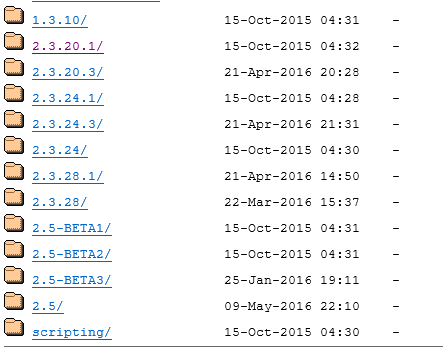 1.3.10/ 15-Oct-2015 04:31 -
2.3.20.1/ 15-Oct-2015 04:32 -
2.3.20.3/ 21-Apr-2016 20:28 -
2.3.24.1/ 15-Oct-2015 04:28 -
2.3.24.3/ 21-Apr-2016 21:31 -
2.3.24/ 15-Oct-2015 04:30 -
2.3.28.1/ 21-Apr-2016 14:50 -
2.3.28/ 22-Mar-2016 15:37 -
2.5-BETA1/ 15-Oct-2015 04:31 -
2.5-BETA2/ 15-Oct-2015 04:31 -
2.5-BETA3/ 25-Jan-2016 19:11 -
2.5/ 09-May-2016 22:10 -
scripting/ 15-Oct-2015 04:30 -